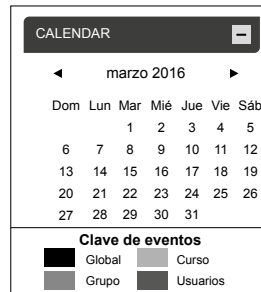 CALENDAR
marzo 2016
Dom Lun Mar Mié Jue Vie Sáb
1 2 3 4 5
6 7 8 9 10 11 12
13 14 15 16 17 18 19
20 21 22 23 24 25 26
27 28 29 30 31
Clave de eventos
Global Curso
Grupo Usuarios